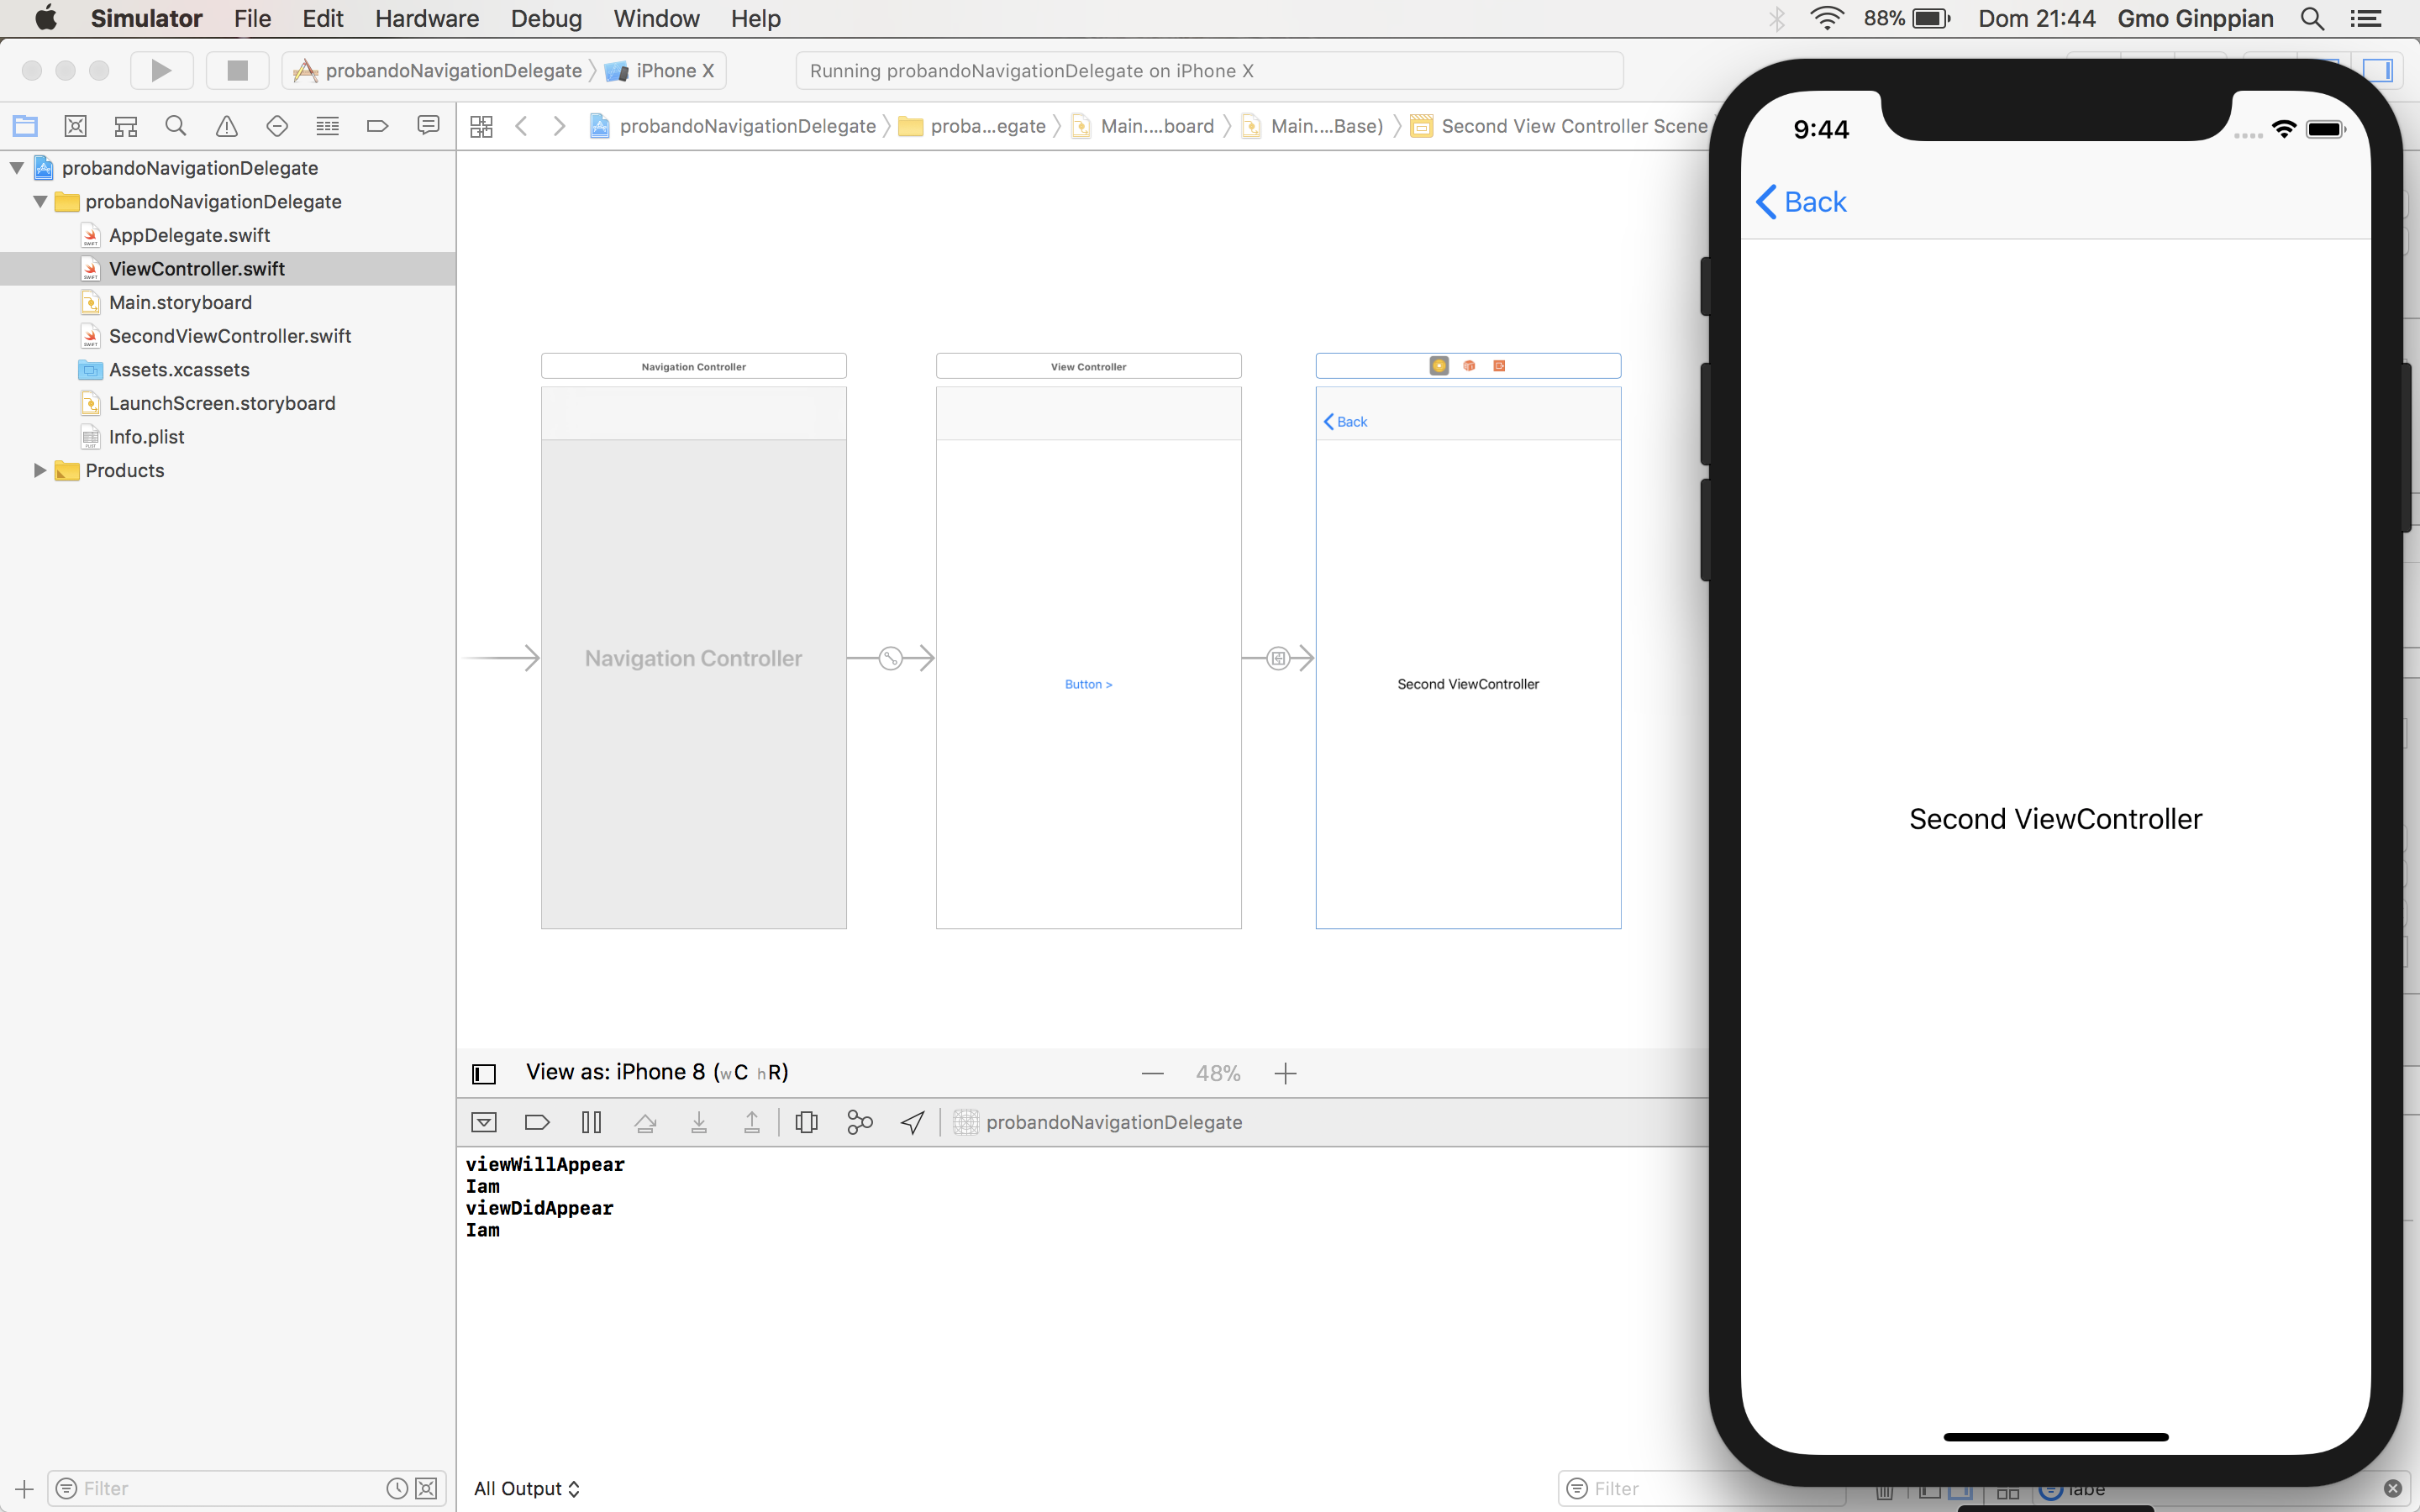 Simulator File Edit Hardware Debug Window Help 88% Dom 21:44 Gmo Ginppian
probandoNavigationDelegate iPhone X Running probandoNavigationDelegate on iPhone X
probandoNavigationDelegate proba...egate Main....board Main....Base) Second View Controller Scene
probandoNavigationDelegate
probandoNavigationDelegate
AppDelegate.swift
ViewController.swift
Main.storyboard
SecondViewController.swift
Assets.xcassets
LaunchScreen.storyboard
Info.plist
Products
Navigation Controller
View Controller
Back
Navigation Controller
Button >
Second ViewController
View as: iPhone 8 (wC hR)
48%
probandoNavigationDelegate
viewWillAppear
Iam
viewDidAppear
Iam
Filter
All Output
Filter
labe
9:44
Back
Second ViewController